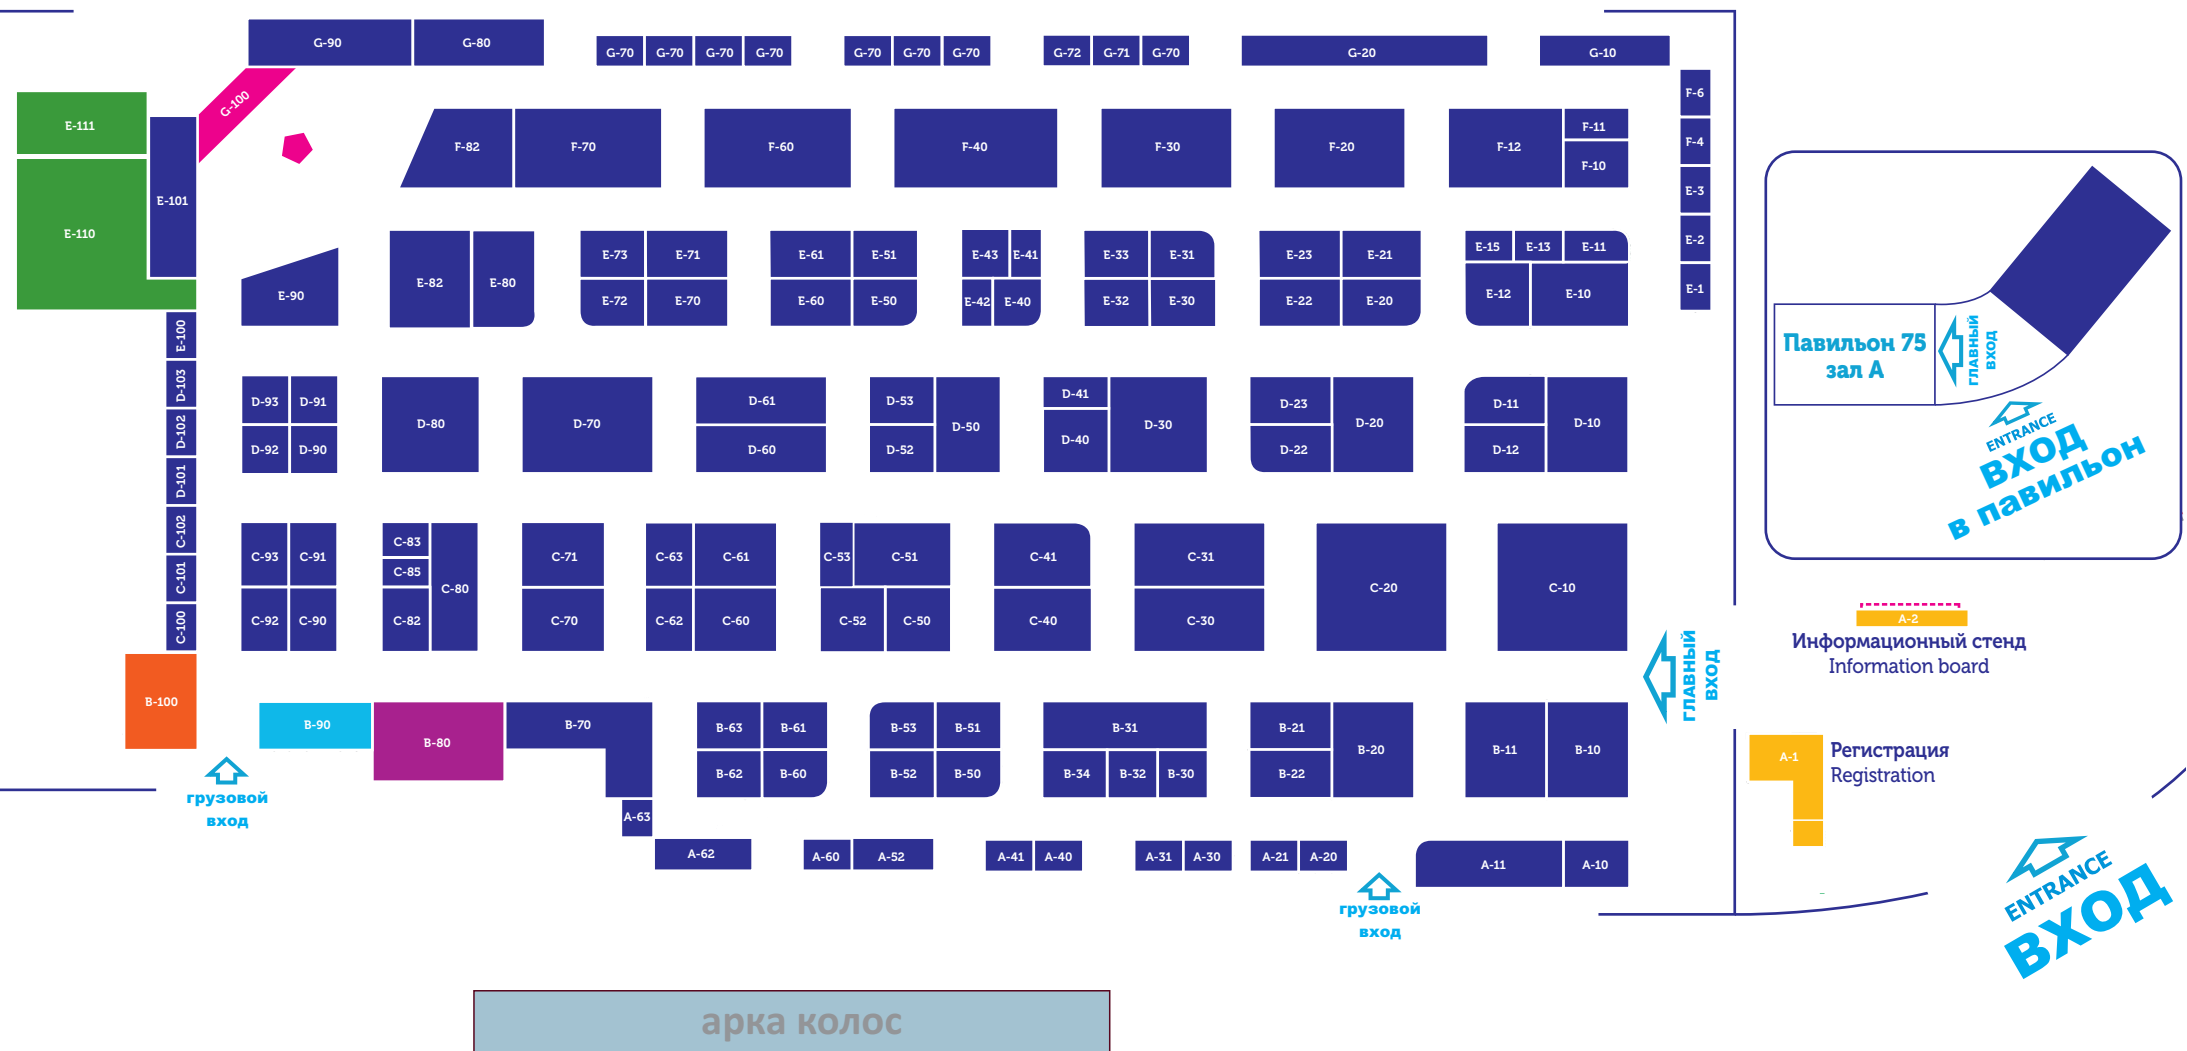 G-90
G-80
G-70
G-70
G-70
G-70
G-70
G-70
G-70
G-72
G-71
G-70
G-20
G-10
G-100
E-111
E-110
E-101
F-82
F-70
F-60
F-40
F-30
F-20
F-12
F-11
F-10
F-6
F-4
E-3
E-2
E-1
E-90
E-82
E-80
E-73
E-71
E-72
E-70
E-61
E-51
E-60
E-50
E-43
E-41
E-42
E-40
E-33
E-31
E-32
E-30
E-23
E-21
E-22
E-20
E-15
E-13
E-11
E-12
E-10
E-100
D-103
D-102
D-101
C-102
C-101
C-100
D-93
D-91
D-92
D-90
D-80
D-70
D-61
D-60
D-53
D-52
D-50
D-41
D-40
D-30
D-23
D-22
D-20
D-11
D-12
D-10
C-93
C-91
C-92
C-90
C-83
C-85
C-82
C-80
C-71
C-70
C-63
C-61
C-62
C-60
C-53
C-51
C-52
C-50
C-41
C-40
C-31
C-30
C-20
C-10
B-100
B-90
B-80
B-70
B-63
B-61
B-62
B-60
B-53
B-51
B-52
B-50
B-31
B-34
B-32
B-30
B-21
B-22
B-20
B-11
B-10
A-63
A-62
A-60
A-52
A-41
A-40
A-31
A-30
A-21
A-20
A-11
A-10
грузовой
вход
грузовой
вход
ГЛАВНЫЙ
ВХОД
Павильон 75
зал А
ГЛАВНЫЙ
ВХОД
ENTRANCE
ВХОД
в павильон
A-2
Информационный стенд
Information board
A-1
Регистрация
Registration
ENTRANCE
ВХОД
арка колос